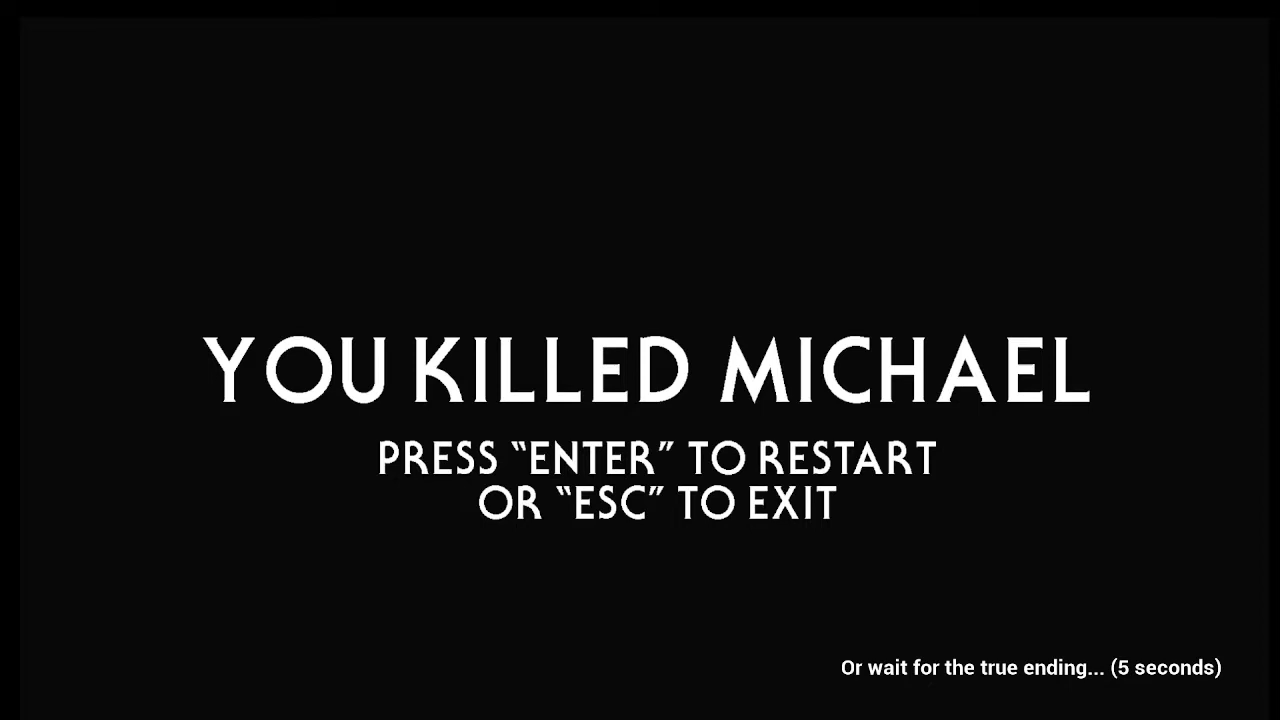 YOU KILLED MICHAEL
PRESS “ENTER” TO RESTART
OR “ESC” TO EXIT
Or wait for the true ending... (5 seconds)